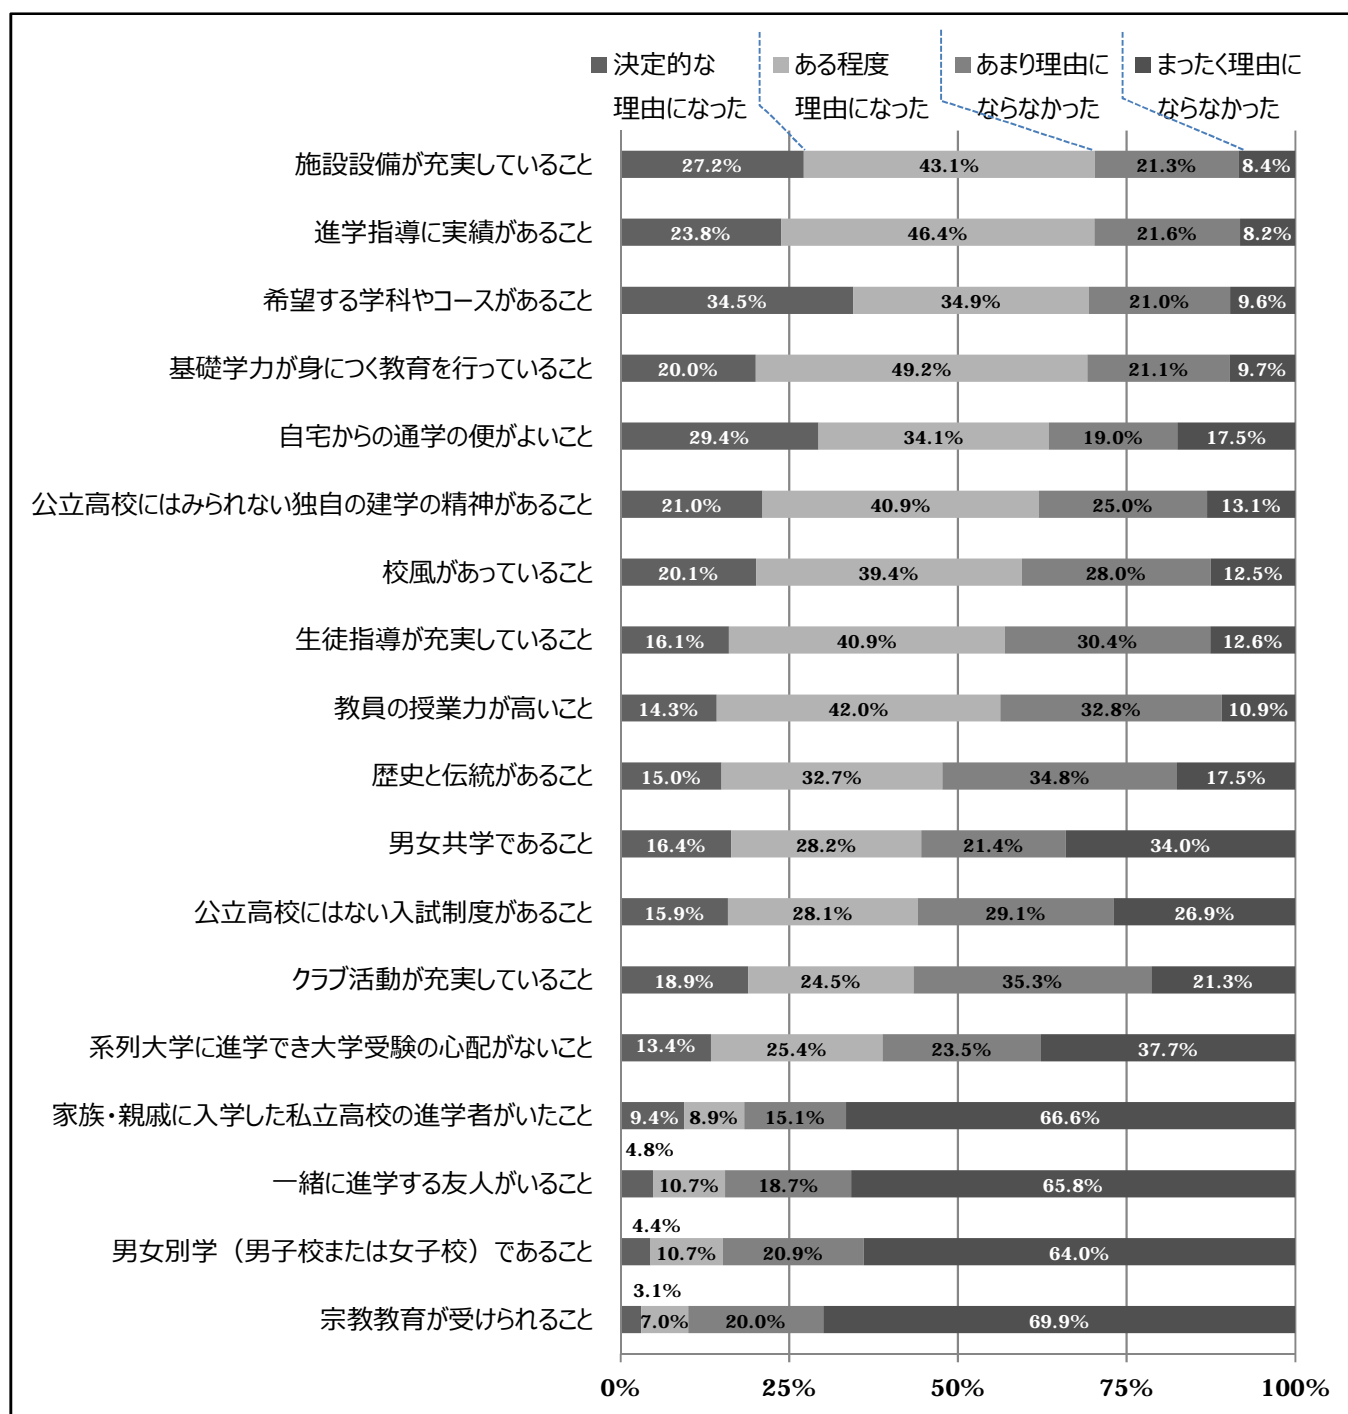 決定的な ある程度 あまり理由に まったく理由に
理由になった 理由になった ならなかった ならなかった
施設設備が充実していること 27.2% 43.1% 21.3% 8.4%
進学指導に実績があること 23.8% 46.4% 21.6% 8.2%
希望する学科やコースがあること 34.5% 34.9% 21.0% 9.6%
基礎学力が身につく教育を行っていること 20.0% 49.2% 21.1% 9.7%
自宅からの通学の便がよいこと 29.4% 34.1% 19.0% 17.5%
公立高校にはみられない独自の建学の精神があること 21.0% 40.9% 25.0% 13.1%
校風があっていること 20.1% 39.4% 28.0% 12.5%
生徒指導が充実していること 16.1% 40.9% 30.4% 12.6%
教員の授業力が高いこと 14.3% 42.0% 32.8% 10.9%
歴史と伝統があること 15.0% 32.7% 34.8% 17.5%
男女共学であること 16.4% 28.2% 21.4% 34.0%
公立高校にはない入試制度があること 15.9% 28.1% 29.1% 26.9%
クラブ活動が充実していること 18.9% 24.5% 35.3% 21.3%
系列大学に進学でき大学受験の心配がないこと 13.4% 25.4% 23.5% 37.7%
家族・親戚に入学した私立高校の進学者がいたこと 9.4% 8.9% 15.1% 66.6%
4.8%
一緒に進学する友人がいること 10.7% 18.7% 65.8%
4.4%
男女別学（男子校または女子校）であること 10.7% 20.9% 64.0%
3.1%
宗教教育が受けられること 7.0% 20.0% 69.9%
0% 25% 50% 75% 100%